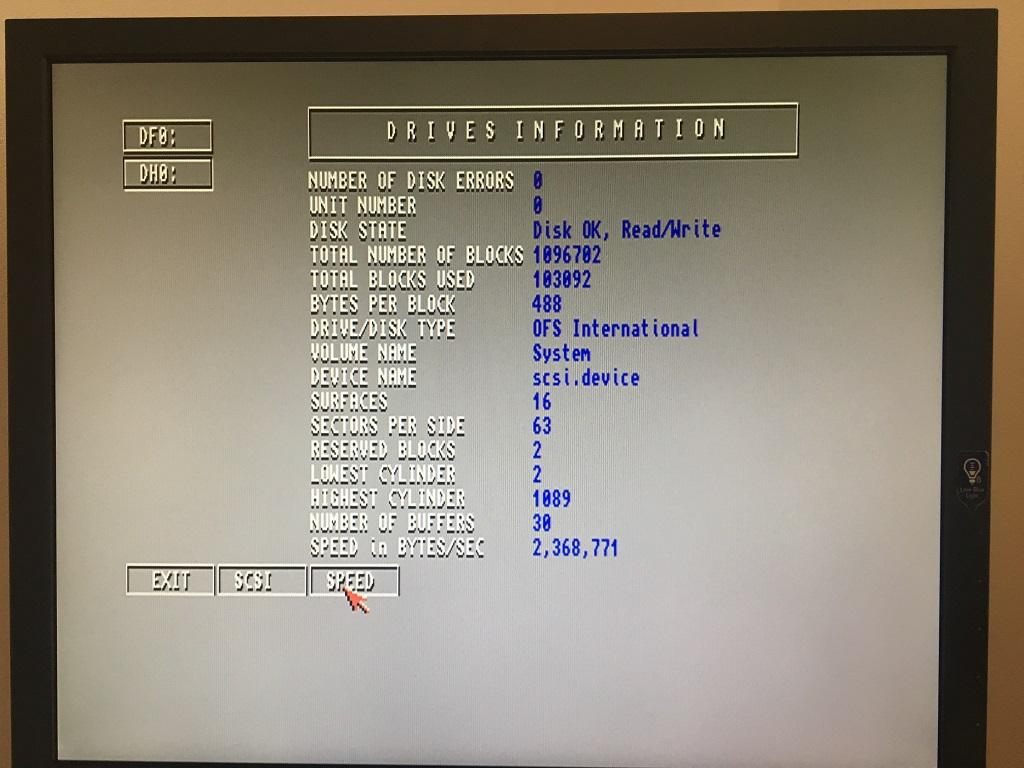 DF0:
DH0:
DRIVES INFORMATION
NUMBER OF DISK ERRORS 0
UNIT NUMBER 0
DISK STATE Disk OK, Read/Write
TOTAL NUMBER OF BLOCKS 1096702
TOTAL BLOCKS USED 103092
BYTES PER BLOCK 488
DRIVE/DISK TYPE OFS International
VOLUME NAME System
DEVICE NAME scsi.device
SURFACES 16
SECTORS PER SIDE 63
RESERVED BLOCKS 2
LOWEST CYLINDER 2
HIGHEST CYLINDER 1089
NUMBER OF BUFFERS 30
SPEED in BYTES/SEC 2,368,771
EXIT SCSI SPEED